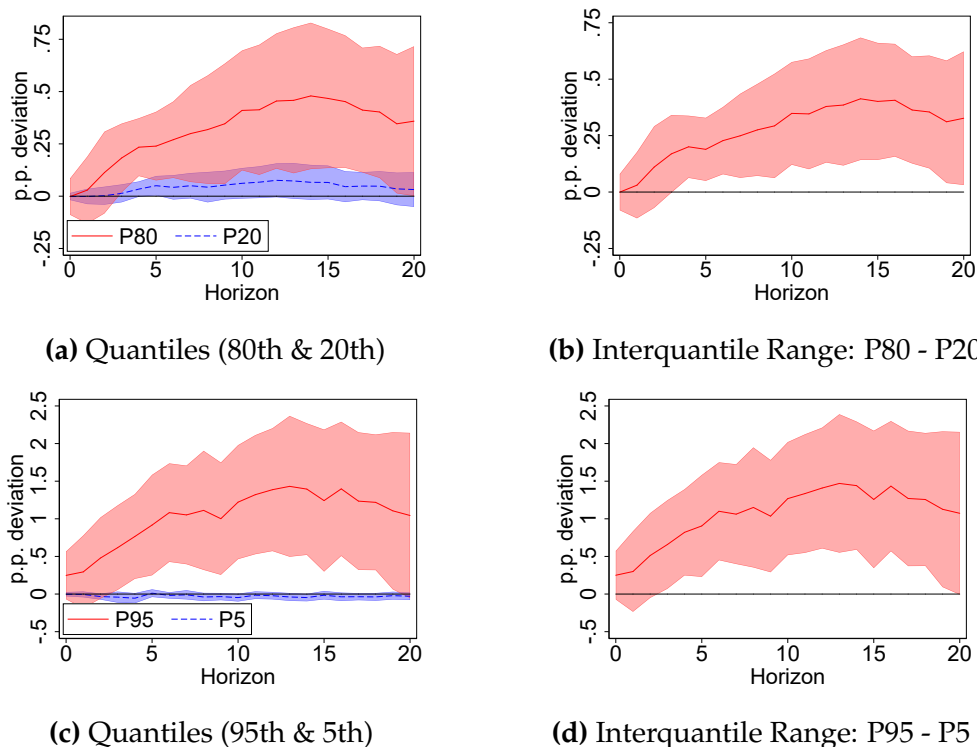 .75
.5
.25
0
-.25
p.p. deviation
P80 P20
0 5 10 15 20
Horizon
(a) Quantiles (80th & 20th)
.75
.5
.25
0
-.25
p.p. deviation
0 5 10 15 20
Horizon
(b) Interquantile Range: P80 - P20
2.5
2
1.5
1
.5
0
-.5
p.p. deviation
P95 P5
0 5 10 15 20
Horizon
(c) Quantiles (95th & 5th)
2.5
2
1.5
1
.5
0
-.5
p.p. deviation
0 5 10 15 20
Horizon
(d) Interquantile Range: P95 - P5